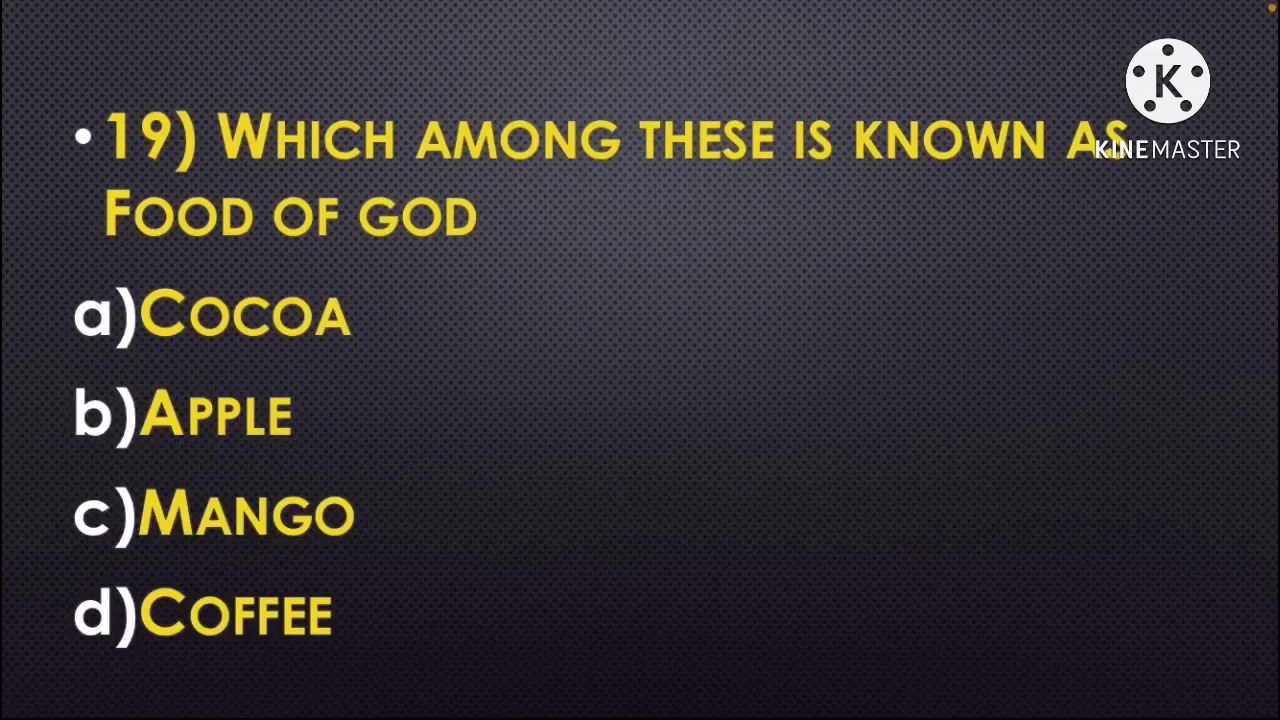 • 19) WHICH AMONG THESE IS KNOWN AS
FOOD OF GOD
a)COCOA
b)APPLE
c)MANGO
d)COFFEE
K
KINEMASTER